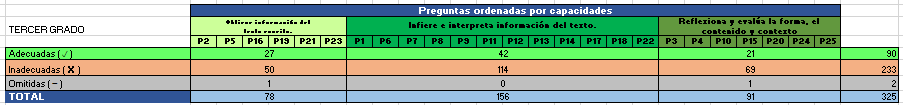 Preguntas ordenadas por capacidades
TERCER GRADO
Obtiene información del texto escrito.
Infiere e interpreta información del texto.
Reflexiona y evalúa la forma, el contenido y contexto
P2 P5 P16 P19 P21 P23 P1 P6 P7 P8 P9 P11 P12 P13 P14 P17 P18 P22 P3 P4 P10 P15 P20 P24 P25
Adecuadas (✓) 27 42 21 90
Inadecuadas (X) 50 114 69 233
Omitidas (–) 1 0 1 2
TOTAL 78 156 91 325